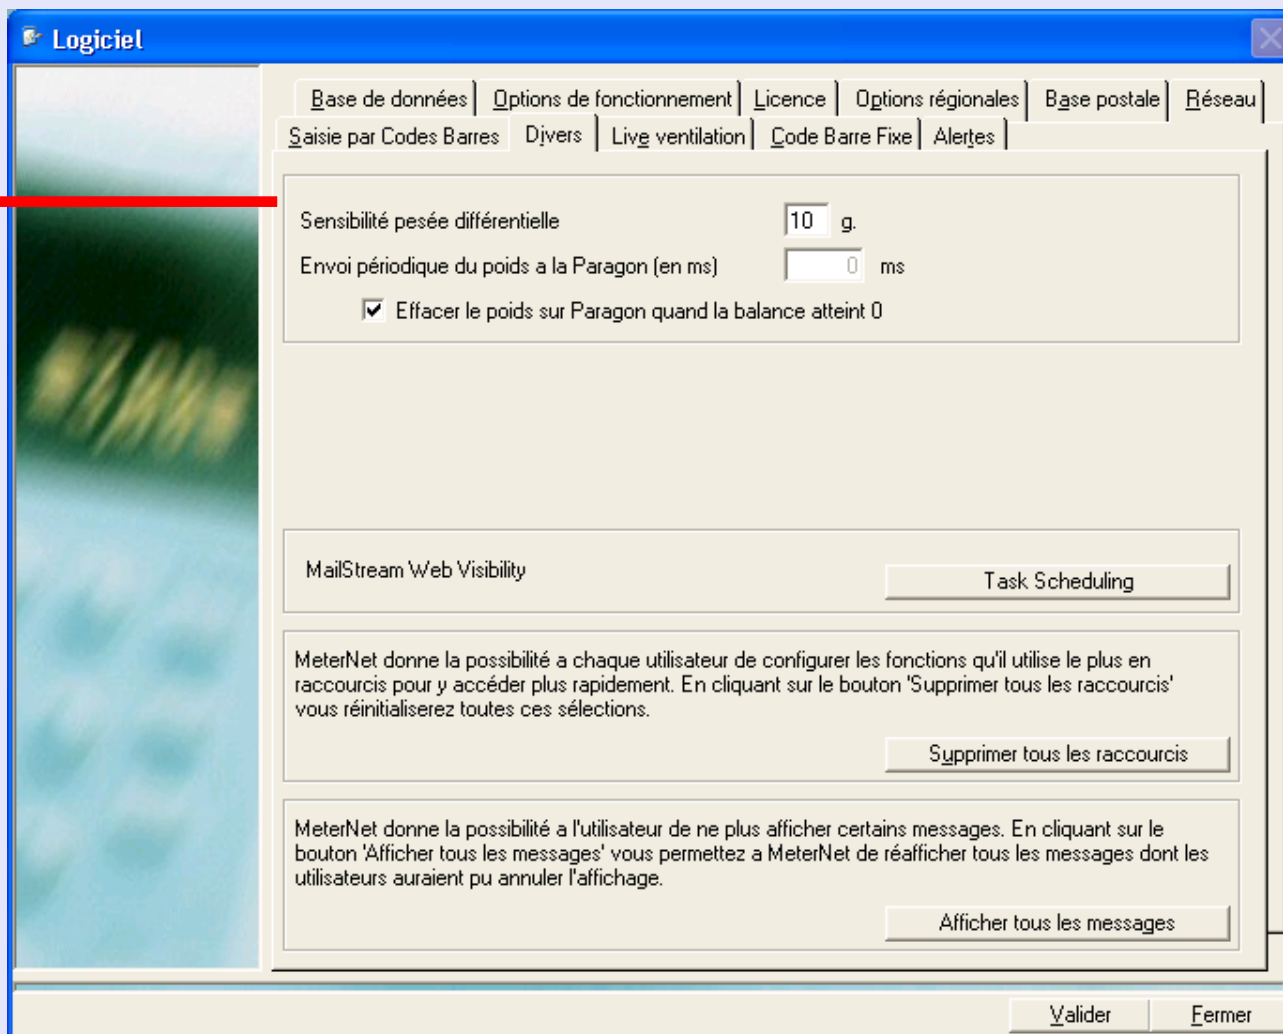 Logiciel
Base de données
Options de fonctionnement
Licence
Options régionales
Base postale
Réseau
Saisie par Codes Barres
Divers
Live ventilation
Code Barre Fixe
Alertes
Sensibilité pesée différentielle
10 g.
Envoi périodique du poids a la Paragon (en ms)
0 ms
Effacer le poids sur Paragon quand la balance atteint 0
MailStream Web Visibility
Task Scheduling
MeterNet donne la possibilité a chaque utilisateur de configurer les fonctions qu'il utilise le plus en
raccourcis pour y accéder plus rapidement. En cliquant sur le bouton 'Supprimer tous les raccourcis'
vous réinitialiserez toutes ces sélections.
Supprimer tous les raccourcis
MeterNet donne la possibilité a l'utilisateur de ne plus afficher certains messages. En cliquant sur le
bouton 'Afficher tous les messages' vous permettez a MeterNet de réafficher tous les messages dont les
utilisateurs auraient pu annuler l'affichage.
Afficher tous les messages
Valider
Fermer